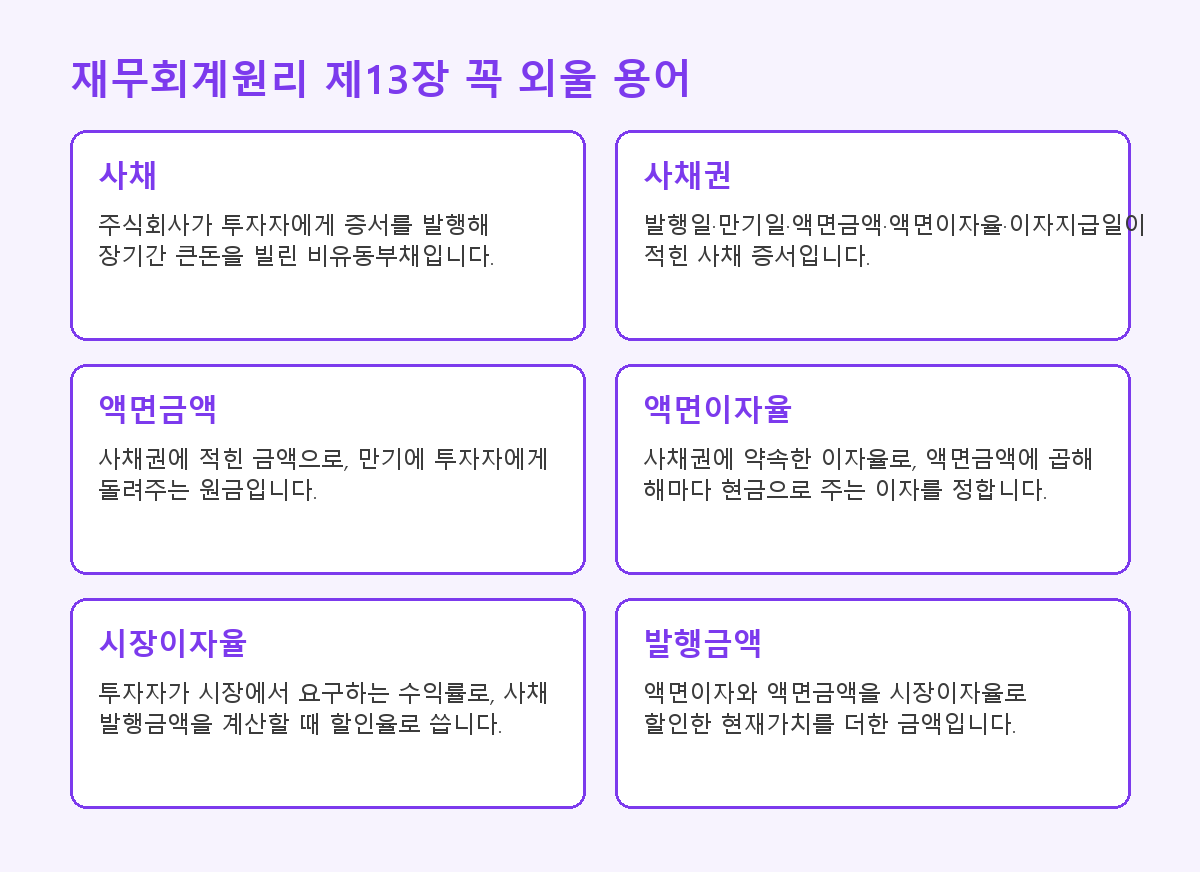 재무회계원리 제13장 꼭 외울 용어
사채
주식회사가 투자자에게 증서를 발행해
장기간 큰돈을 빌린 비유동부채입니다.
사채권
발행일·만기일·액면금액·액면이자율·이자지급일이
적힌 사채 증서입니다.
액면금액
사채권에 적힌 금액으로, 만기에 투자자에게
돌려주는 원금입니다.
액면이자율
사채권에 약속한 이자율로, 액면금액에 곱해
해마다 현금으로 주는 이자를 정합니다.
시장이자율
투자자가 시장에서 요구하는 수익률로, 사채
발행금액을 계산할 때 할인율로 씁니다.
발행금액
액면이자와 액면금액을 시장이자율로
할인한 현재가치를 더한 금액입니다.